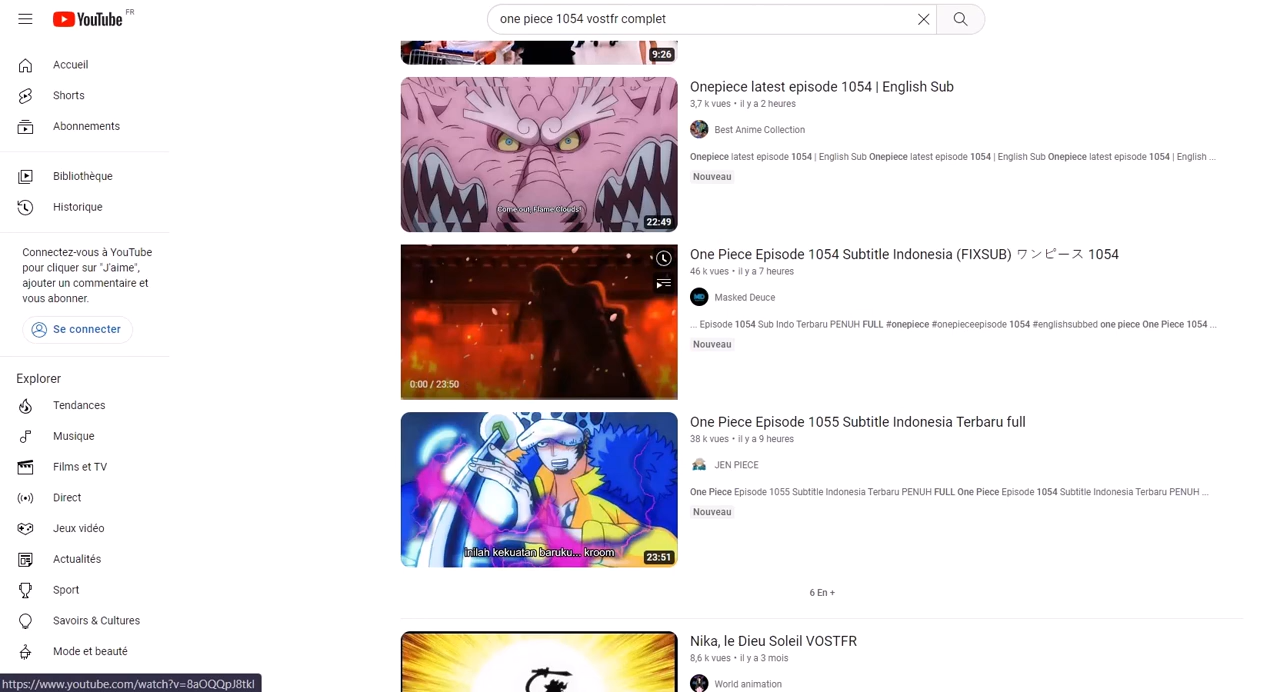 YouTube FR
one piece 1054 vostfr complet
Accueil
Shorts
Abonnements
Bibliothèque
Historique
Connectez-vous à YouTube
pour cliquer sur "J'aime",
ajouter un commentaire et
vous abonner.
Se connecter
Explorer
Tendances
Musique
Films et TV
Direct
Jeux vidéo
Actualités
Sport
Savoirs & Cultures
Mode et beauté
https://www.youtube.com/watch?v=8aOQQpJ8tkI
9:26
Come out, Flame Clouds!
22:49
Onepiece latest episode 1054 | English Sub
3,7 k vues • il y a 2 heures
Best Anime Collection
Onepiece latest episode 1054 | English Sub Onepiece latest episode 1054 | English Sub Onepiece latest episode 1054 | English ...
Nouveau
0:00 / 23:50
One Piece Episode 1054 Subtitle Indonesia (FIXSUB) ワンピース 1054
46 k vues • il y a 7 heures
Masked Deuce
... Episode 1054 Sub Indo Terbaru PENUH FULL #onepiece #onepieceepisode 1054 #englishsubbed one piece One Piece 1054 ...
Nouveau
inilah kekuatan baruku... kroom
23:51
One Piece Episode 1055 Subtitle Indonesia Terbaru full
38 k vues • il y a 9 heures
JEN PIECE
One Piece Episode 1055 Subtitle Indonesia Terbaru PENUH FULL One Piece Episode 1054 Subtitle Indonesia Terbaru PENUH ...
Nouveau
6 En +
Nika, le Dieu Soleil VOSTFR
8,6 k vues • il y a 3 mois
World animation